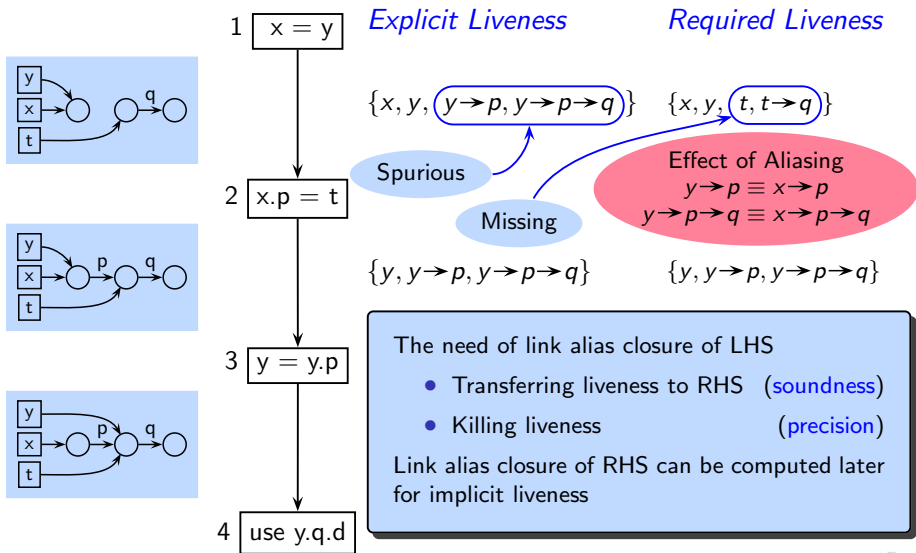 Explicit Liveness
Required Liveness
1
x = y
y
x
t
q
{x, y, y→p, y→p→q}
{x, y, t, t→q}
Spurious
Effect of Aliasing
y→p ≡ x→p
y→p→q ≡ x→p→q
2
x.p = t
Missing
y
x
t
p
q
{y, y→p, y→p→q}
{y, y→p, y→p→q}
3
y = y.p
The need of link alias closure of LHS
• Transferring liveness to RHS (soundness)
• Killing liveness (precision)
Link alias closure of RHS can be computed later
for implicit liveness
y
x
t
p
q
4
use y.q.d